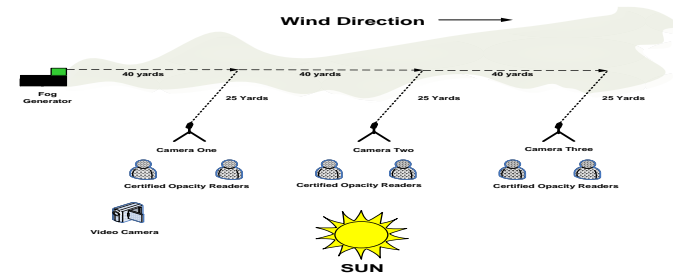 Wind Direction
40 yards
40 yards
40 yards
Fog
Generator
25 Yards
25 Yards
25 Yards
Camera One
Camera Two
Camera Three
Certified Opacity Readers
Certified Opacity Readers
Certified Opacity Readers
Video Camera
SUN